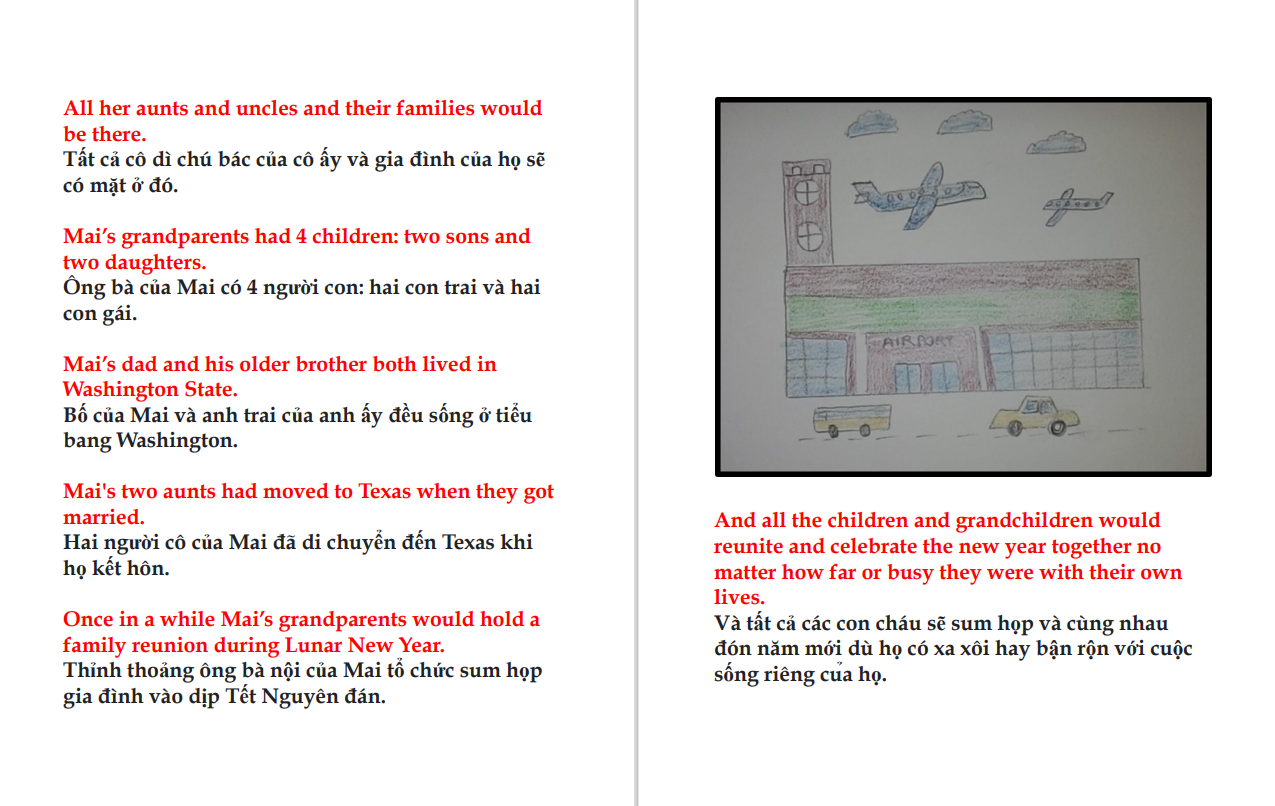 All her aunts and uncles and their families would
be there.
Tất cả cô dì chú bác của cô ấy và gia đình của họ sẽ
có mặt ở đó.
Mai’s grandparents had 4 children: two sons and
two daughters.
Ông bà của Mai có 4 người con: hai con trai và hai
con gái.
Mai’s dad and his older brother both lived in
Washington State.
Bố của Mai và anh trai của anh ấy đều sống ở tiểu
bang Washington.
Mai's two aunts had moved to Texas when they got
married.
Hai người cô của Mai đã di chuyển đến Texas khi
họ kết hôn.
Once in a while Mai’s grandparents would hold a
family reunion during Lunar New Year.
Thỉnh thoảng ông bà nội của Mai tổ chức sum họp
gia đình vào dịp Tết Nguyên đán.
AIRPORT
And all the children and grandchildren would
reunite and celebrate the new year together no
matter how far or busy they were with their own
lives.
Và tất cả các con cháu sẽ sum họp và cùng nhau
đón năm mới dù họ có xa xôi hay bận rộn với cuộc
sống riêng của họ.